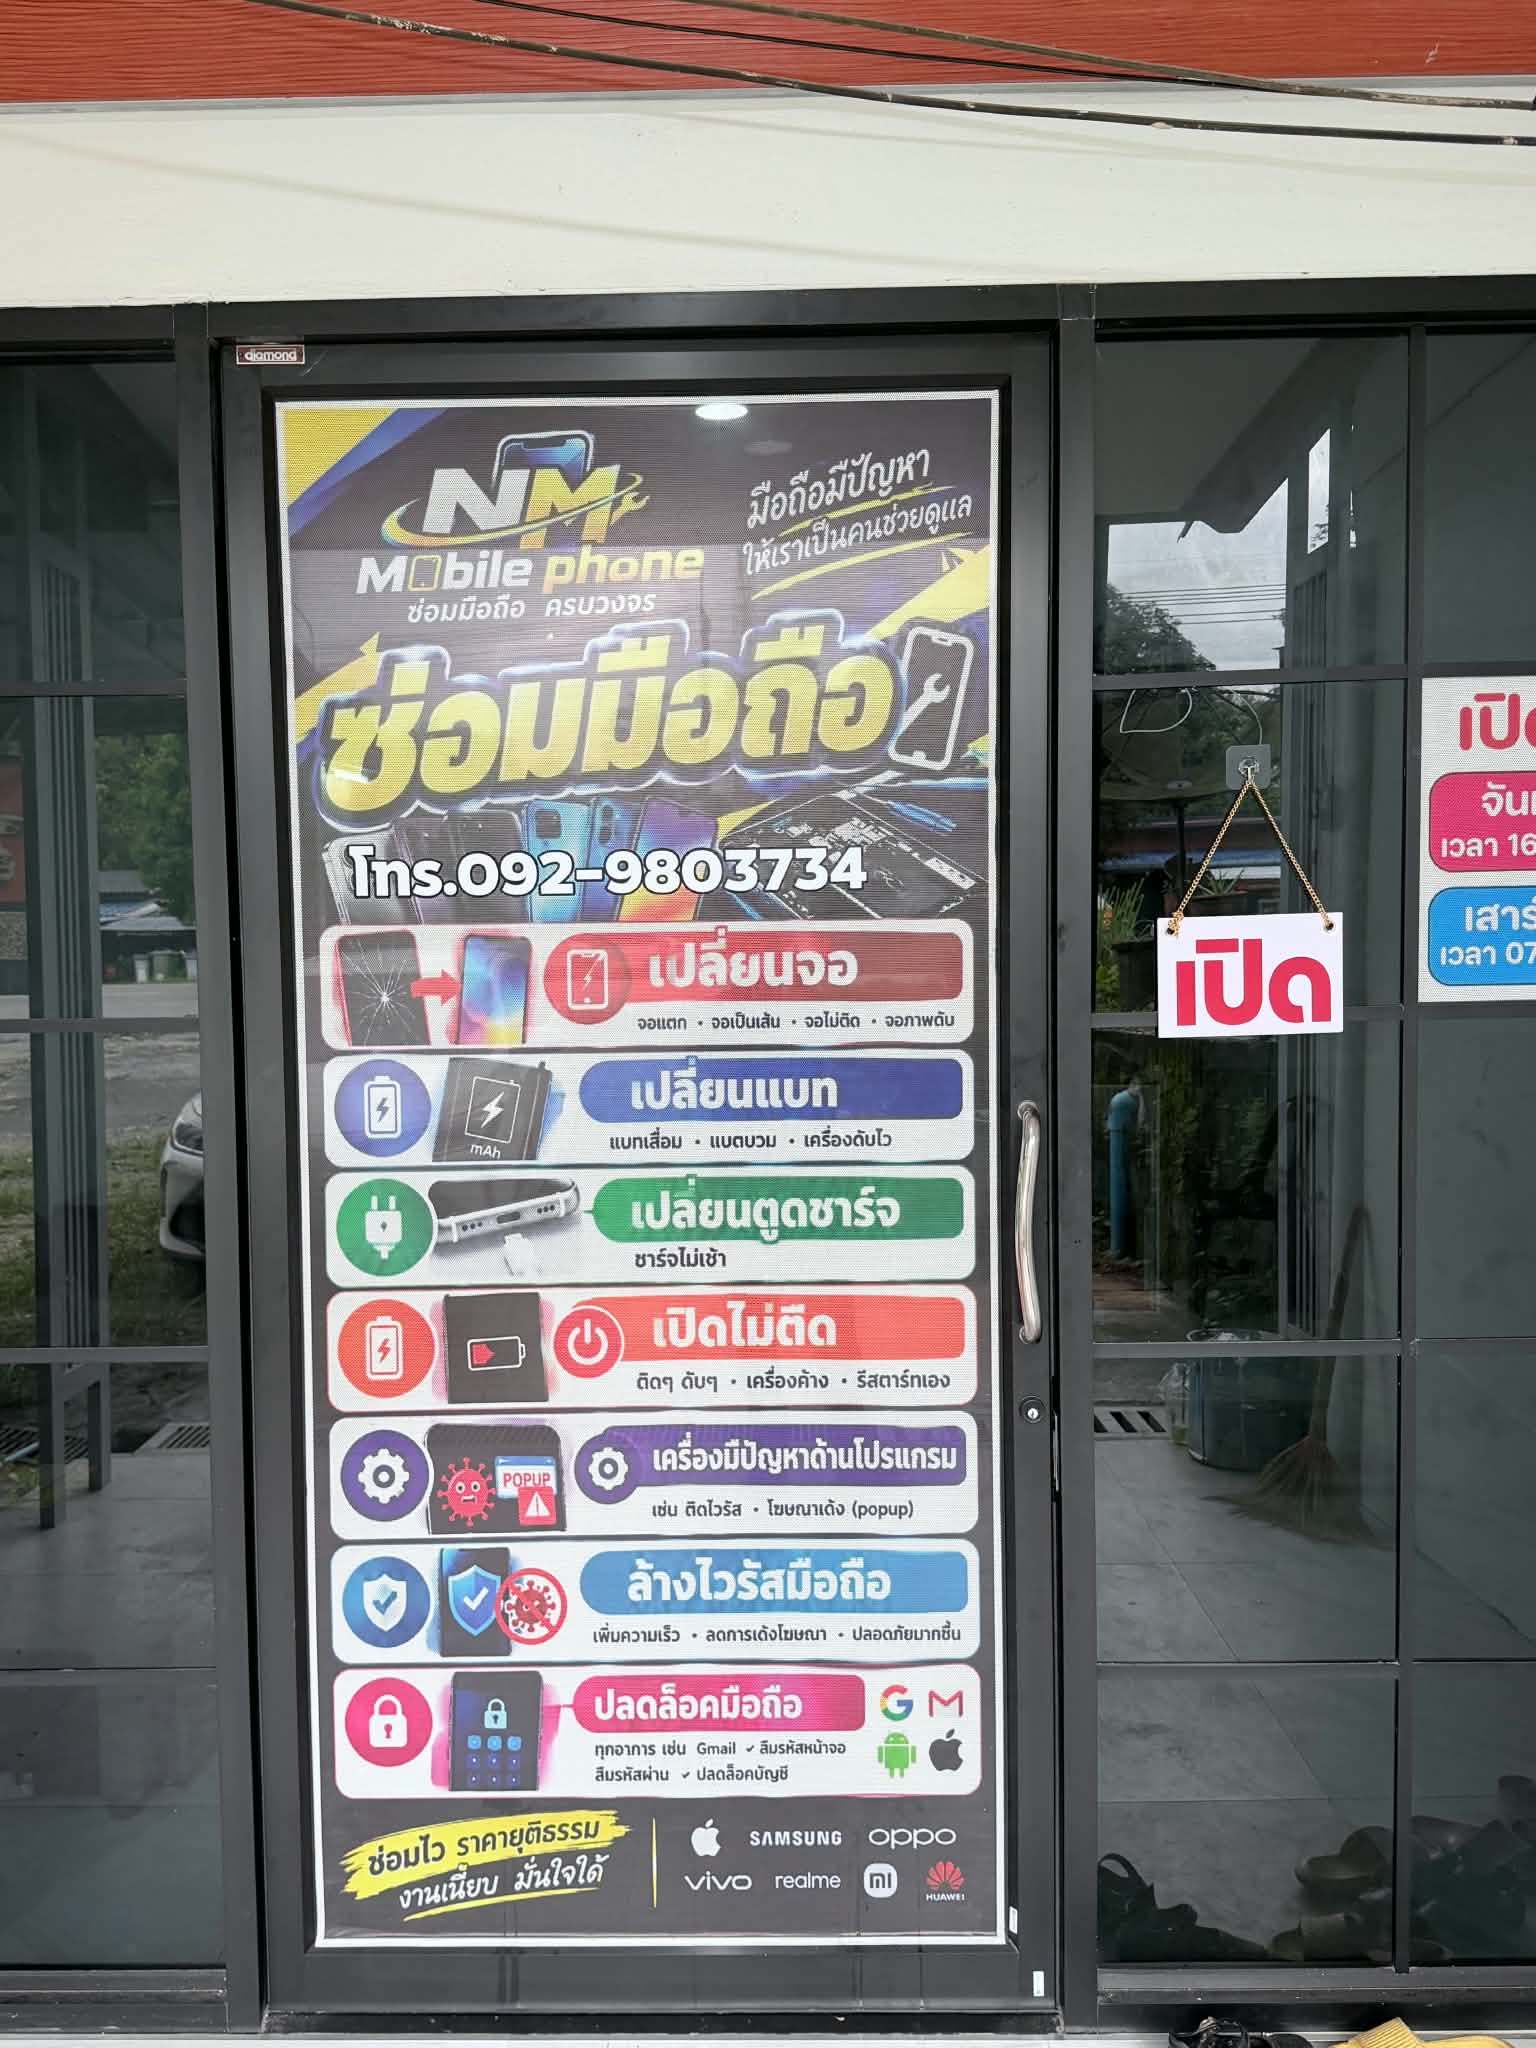 diamond
NM
Mobile phone
ซ่อมมือถือ ครบวงจร
มือถือมีปัญหา
ให้เราเป็นคนช่วยดูแล
ซ่อมมือถือ
โทร.092-9803734
เปลี่ยนจอ
จอแตก • จอเป็นเส้น • จอไม่ติด • จอภาพดับ
เปลี่ยนแบท
mAh
แบทเสื่อม • แบตบวม • เครื่องดับไว
เปลี่ยนตูดชาร์จ
ชาร์จไม่เช้า
เปิดไม่ตืด
ติดๆ ดับๆ • เครื่องค้าง • รีสตาร์ทเอง
เครื่องมีปัญหาด้านโปรแกรม
POPUP
เช่น ติดไวรัส • โฆษณาเด้ง (popup)
ล้างไวรัสมือถือ
เพิ่มความเร็ว • ลดการเด้งโฆษณา • ปลอดภัยมากขึ้น
ปลดล็อคมือถือ
ทุกอาการ เช่น Gmail ✓ ลืมรหัสหน้าจอ
ลืมรหัสผ่าน ✓ ปลดล็อคบัญชี
ซ่อมไว ราคายุติธรรม
งานเนี๊ยบ มั่นใจได้
SAMSUNG oppo
vivo realme mi HUAWEI
เปิด
เวลา 16
เวลา 07